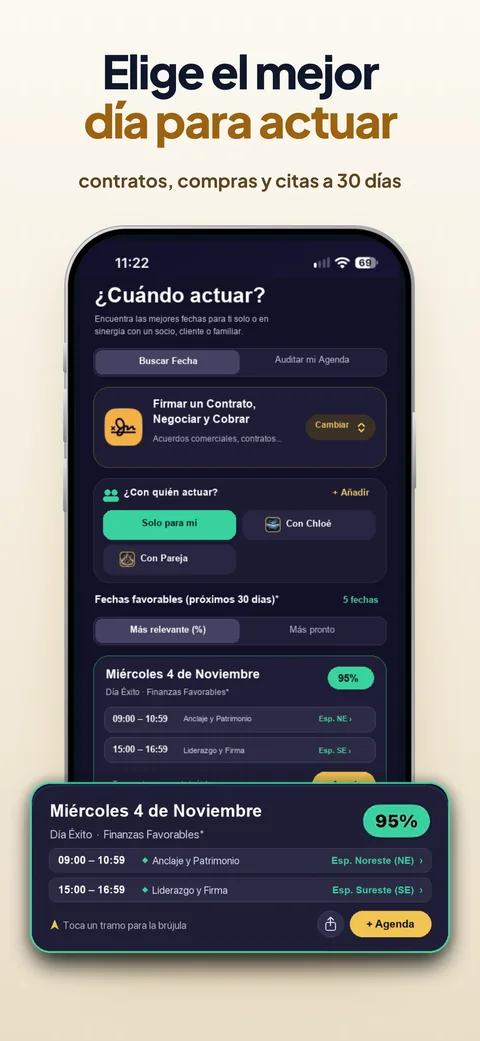 Elige el mejor
día para actuar
contratos, compras y citas a 30 días
11:22
69
¿Cuándo actuar?
Encuentra las mejores fechas para ti solo o en
sinergia con un socio, cliente o familiar.
Buscar Fecha
Auditar mi Agenda
Firmar un Contrato,
Negociar y Cobrar
Acuerdos comerciales, contratos...
Cambiar
¿Con quién actuar?
+ Añadir
Solo para mí
Con Chloé
Con Pareja
Fechas favorables (próximos 30 días)*
5 fechas
Más relevante (%)
Más pronto
Miércoles 4 de Noviembre
95%
Día Éxito · Finanzas Favorables*
09:00 – 10:59 Anclaje y Patrimonio Esp. NE ›
15:00 – 16:59 Liderazgo y Firma Esp. SE ›
Miércoles 4 de Noviembre
95%
Día Éxito · Finanzas Favorables*
09:00 – 10:59 ◆ Anclaje y Patrimonio Esp. Noreste (NE) ›
15:00 – 16:59 ◆ Liderazgo y Firma Esp. Sureste (SE) ›
Toca un tramo para la brújula
+ Agenda